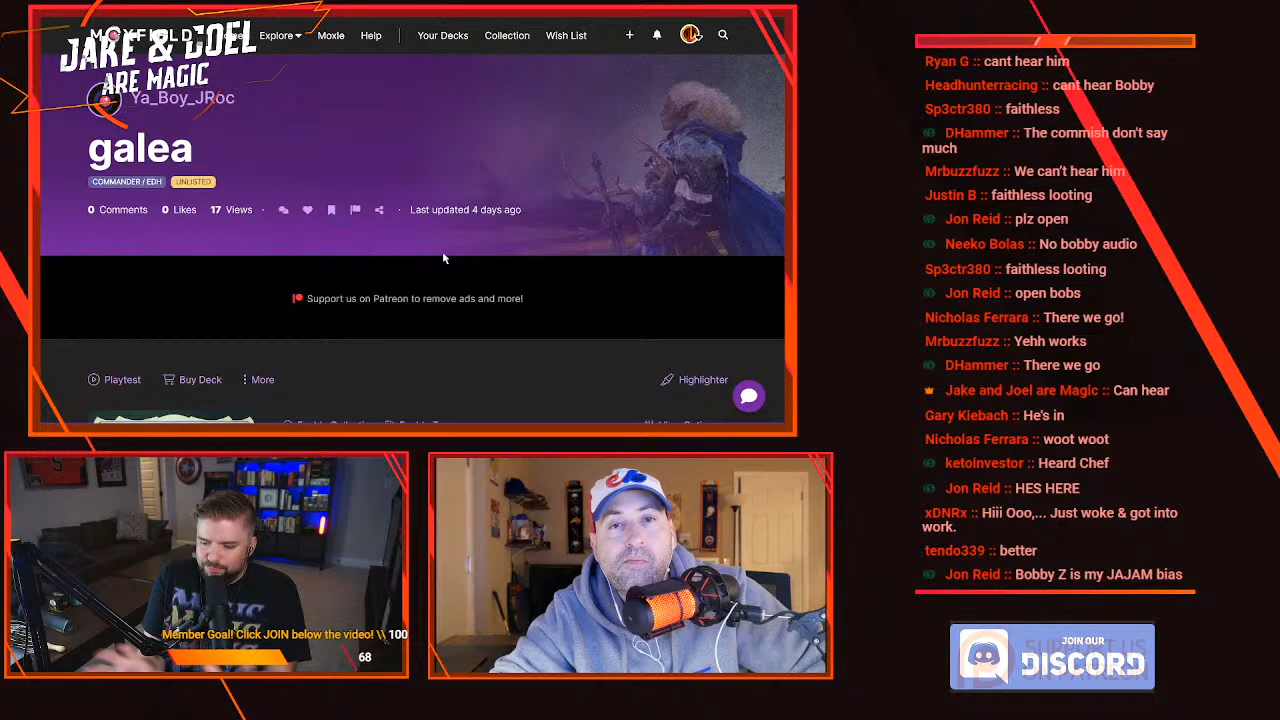 MOXFIELD
Explore
Moxie
Help
Your Decks
Collection
Wish List
JAKE & JOEL
ARE MAGIC
Ya_Boy_JRoc
galea
COMMANDER / EDH
UNLISTED
0 Comments
0 Likes
17 Views
Last updated 4 days ago
Support us on Patreon to remove ads and more!
Playtest
Buy Deck
More
Highlighter
Member Goal! Click JOIN below the video! \\ 100
68
Ryan G :: cant hear him
Headhunterracing :: cant hear Bobby
Sp3ctr380 :: faithless
DHammer :: The commish don't say
much
Mrbuzzfuzz :: We can't hear him
Justin B :: faithless looting
Jon Reid :: plz open
Neeko Bolas :: No bobby audio
Sp3ctr380 :: faithless looting
Jon Reid :: open bobs
Nicholas Ferrara :: There we go!
Mrbuzzfuzz :: Yehh works
DHammer :: There we go
Jake and Joel are Magic :: Can hear
Gary Kiebach :: He's in
Nicholas Ferrara :: woot woot
ketoinvestor :: Heard Chef
Jon Reid :: HES HERE
xDNRx :: Hiii Ooo,... Just woke & got into
work.
tendo339 :: better
Jon Reid :: Bobby Z is my JAJAM bias
JOIN OUR
DISCORD